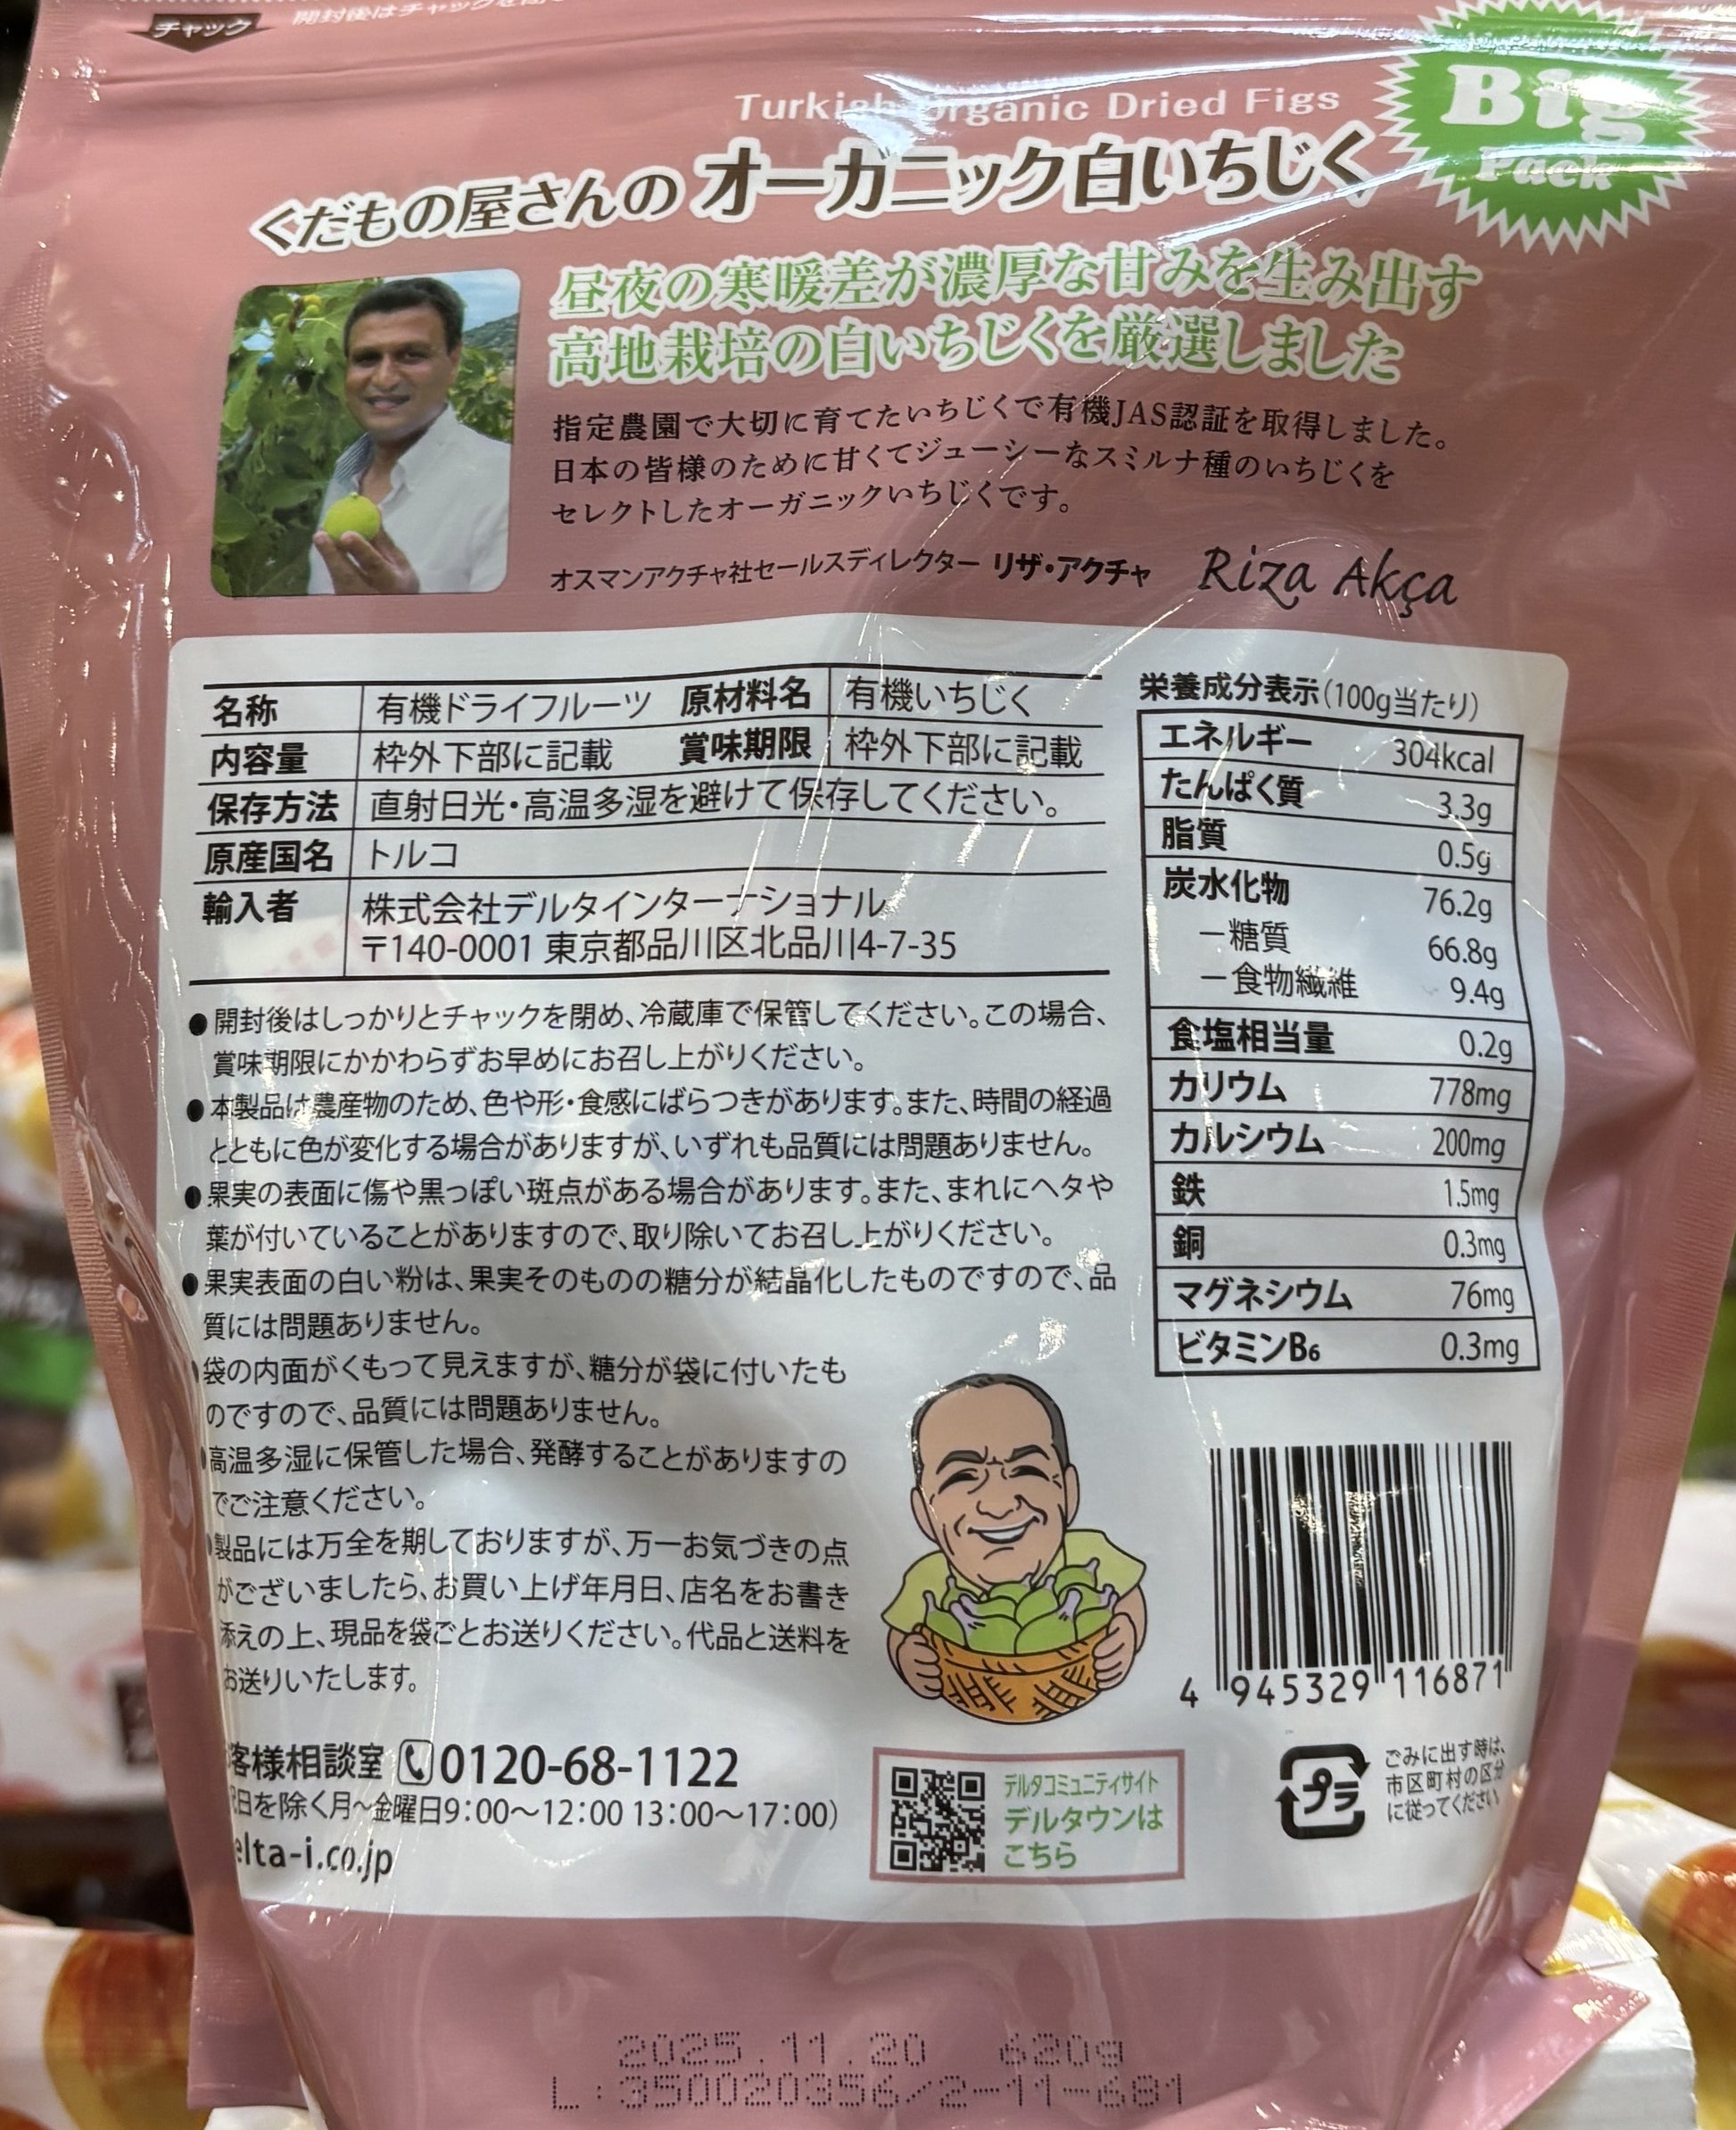 チャック
開封後はチャックを
Big
Pack
Turkish Organic Dried Figs
くだもの屋さんの オーガニック白いちじく
昼夜の寒暖差が濃厚な甘みを生み出す
高地栽培の白いちじくを厳選しました
指定農園で大切に育てたいちじくで有機JAS認証を取得しました。
日本の皆様のために甘くてジューシーなスミルナ種のいちじくを
セレクトしたオーガニックいちじくです。
オスマンアクチャ社セールスディレクター リザ・アクチャ Riza Akça
名称 有機ドライフルーツ 原材料名 有機いちじく
内容量 枠外下部に記載 賞味期限 枠外下部に記載
保存方法 直射日光・高温多湿を避けて保存してください。
原産国名 トルコ
輸入者 株式会社デルタインターナショナル
〒140-0001 東京都品川区北品川4-7-35
●開封後はしっかりとチャックを閉め、冷蔵庫で保管してください。この場合、
賞味期限にかかわらずお早めにお召し上がりください。
●本製品は農産物のため、色や形・食感にばらつきがあります。また、時間の経過
とともに色が変化する場合がありますが、いずれも品質には問題ありません。
●果実の表面に傷や黒っぽい斑点がある場合があります。また、まれにヘタや
葉が付いていることがありますので、取り除いてお召し上がりください。
●果実表面の白い粉は、果実そのものの糖分が結晶化したものですので、品
質には問題ありません。
●袋の内面がくもって見えますが、糖分が袋に付いたも
のですので、品質には問題ありません。
●高温多湿に保管した場合、発酵することがありますの
でご注意ください。
●製品には万全を期しておりますが、万一お気づきの点
がございましたら、お買い上げ年月日、店名をお書き
添えの上、現品を袋ごとお送りください。代品と送料を
お送りいたします。
客様相談室 0120-68-1122
日を除く月〜金曜日9:00〜12:00 13:00〜17:00)
elta-i.co.jp
栄養成分表示(100g当たり)
エネルギー 304kcal
たんぱく質 3.3g
脂質 0.5g
炭水化物 76.2g
－糖質 66.8g
－食物繊維 9.4g
食塩相当量 0.2g
カリウム 778mg
カルシウム 200mg
鉄 1.5mg
銅 0.3mg
マグネシウム 76mg
ビタミンB6 0.3mg
4 945329 116871
デルタコミュニティサイト
デルタウンは
こちら
プラ
ごみに出す時は、
市区町村の区分
に従ってください。
2025.11.20 620g
L:350020356/2-11-681